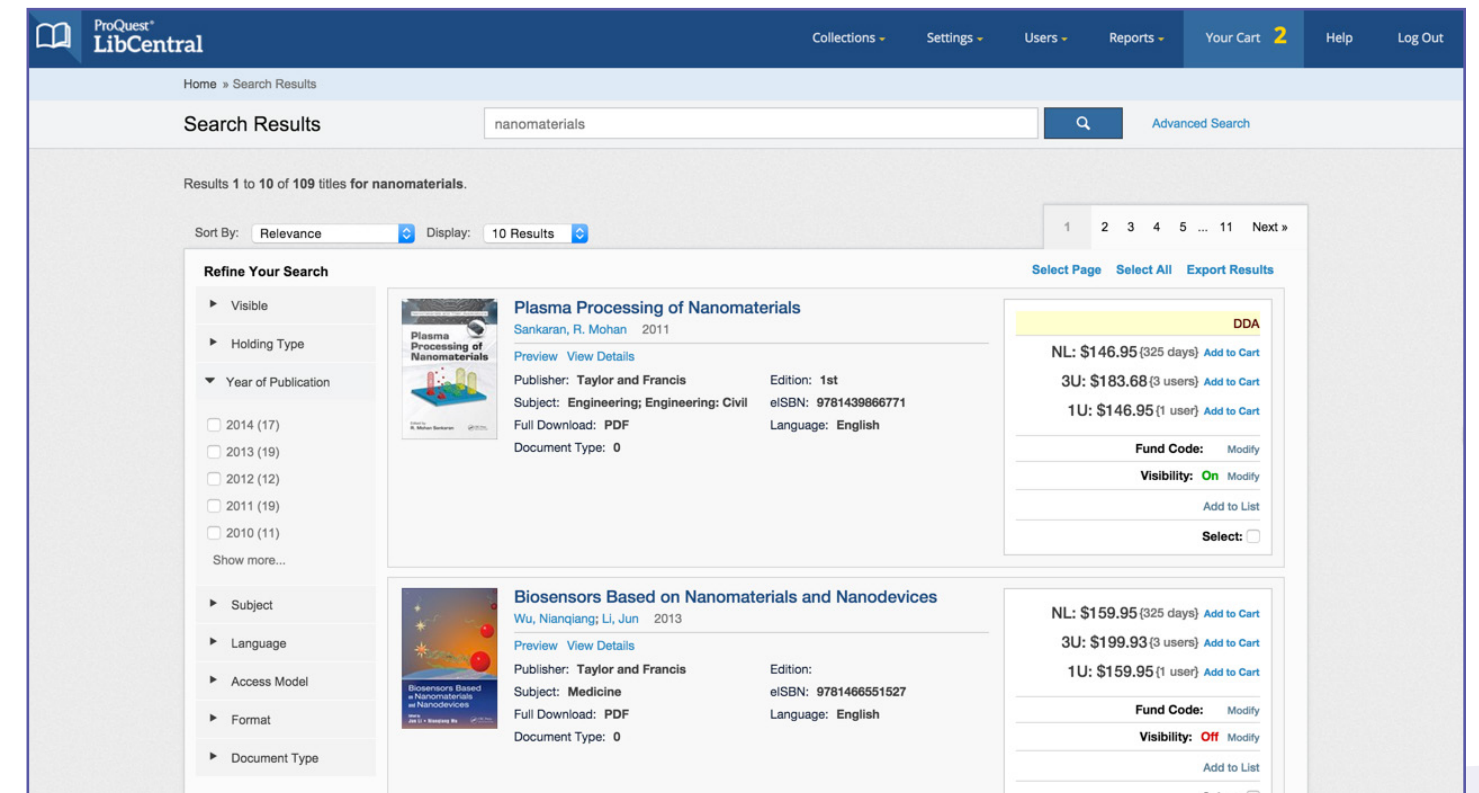 ProQuest®
LibCentral
Collections
Settings
Users
Reports
Your Cart 2
Help
Log Out
Home » Search Results
Search Results
nanomaterials
Advanced Search
Results 1 to 10 of 109 titles for nanomaterials.
Sort By: Relevance
Display: 10 Results
1 2 3 4 5 ... 11 Next »
Refine Your Search
Select Page Select All Export Results
Visible
Holding Type
Year of Publication
2014 (17)
2013 (19)
2012 (12)
2011 (19)
2010 (11)
Show more...
Subject
Language
Access Model
Format
Document Type
Plasma
Processing of
Nanomaterials
R. Mohan Sankaran
Plasma Processing of Nanomaterials
Sankaran, R. Mohan 2011
Preview View Details
Publisher: Taylor and Francis
Edition: 1st
Subject: Engineering; Engineering: Civil
eISBN: 9781439866771
Full Download: PDF
Language: English
Document Type: 0
DDA
NL: $146.95 {325 days} Add to Cart
3U: $183.68 {3 users} Add to Cart
1U: $146.95 {1 user} Add to Cart
Fund Code: Modify
Visibility: On Modify
Add to List
Select:
Biosensors Based
on Nanomaterials
and Nanodevices
Biosensors Based on Nanomaterials and Nanodevices
Wu, Nianqiang; Li, Jun 2013
Preview View Details
Publisher: Taylor and Francis
Edition:
Subject: Medicine
eISBN: 9781466551527
Full Download: PDF
Language: English
Document Type: 0
NL: $159.95 {325 days} Add to Cart
3U: $199.93 {3 users} Add to Cart
1U: $159.95 {1 user} Add to Cart
Fund Code: Modify
Visibility: Off Modify
Add to List